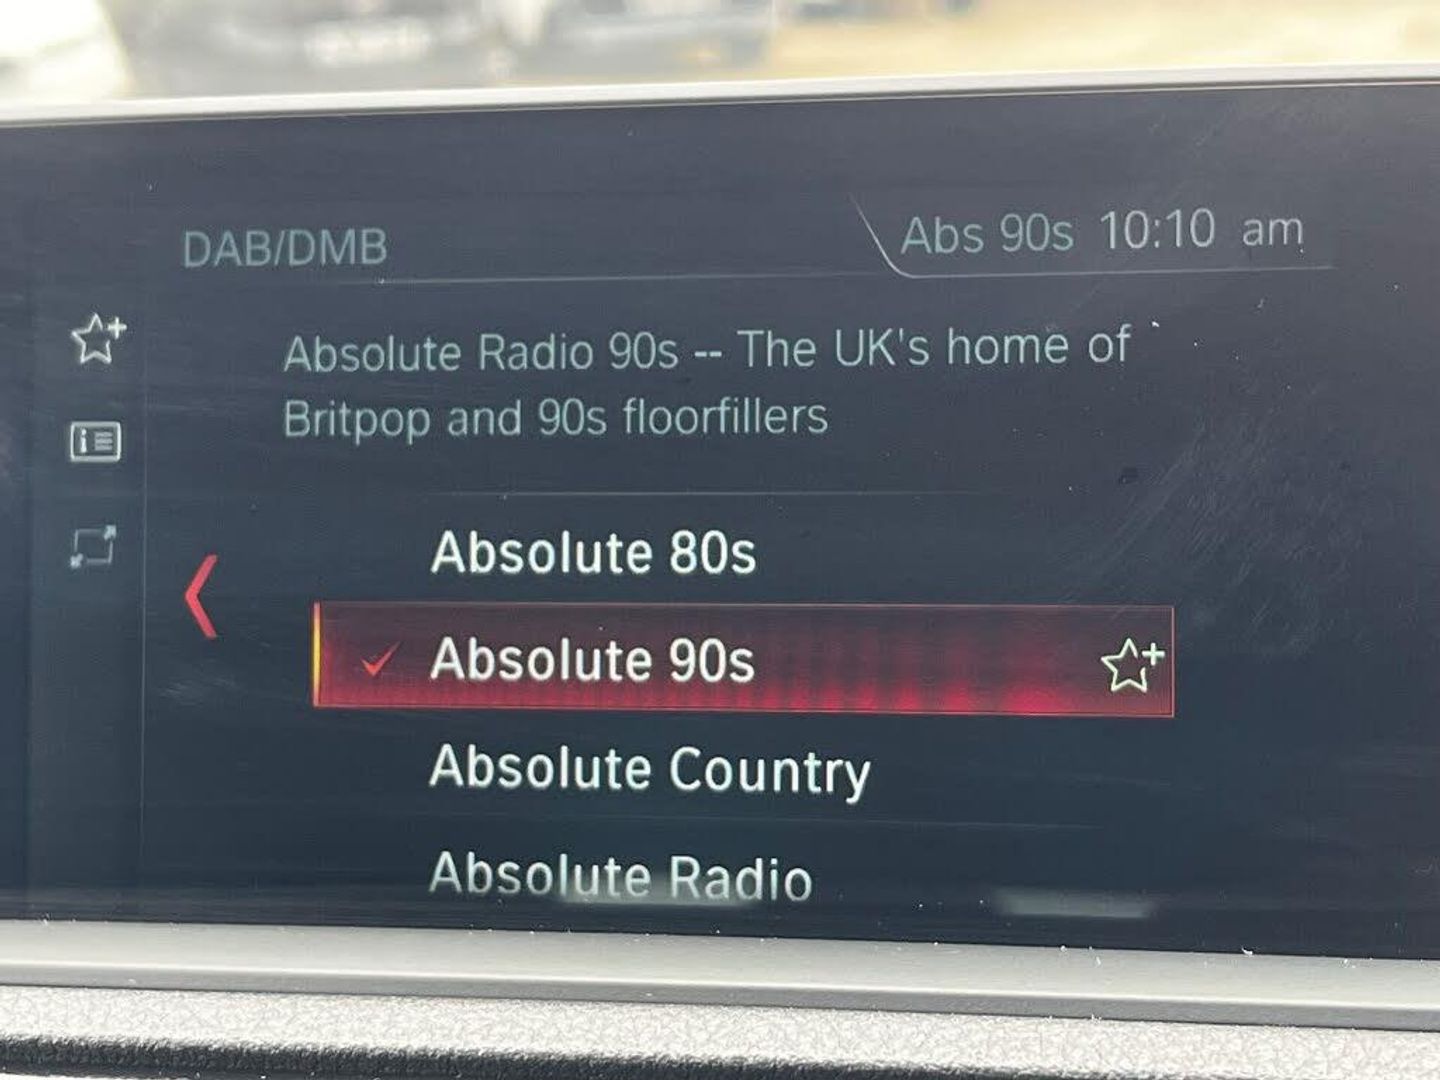 DAB/DMB
Abs 90s 10:10 am
Absolute Radio 90s -- The UK's home of
Britpop and 90s floorfillers
Absolute 80s
Absolute 90s
Absolute Country
Absolute Radio